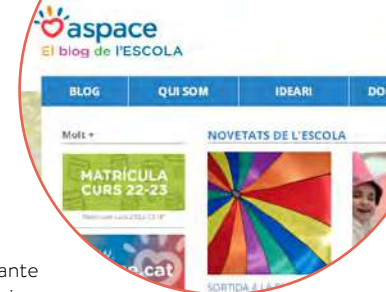 aspace
El blog de l'ESCOLA
BLOG QUI SOM IDEARI
Molt + NOVETATS DE L'ESCOLA
MATRÍCULA
CURS 22-23
.cat
SORTIDA A LA
ante